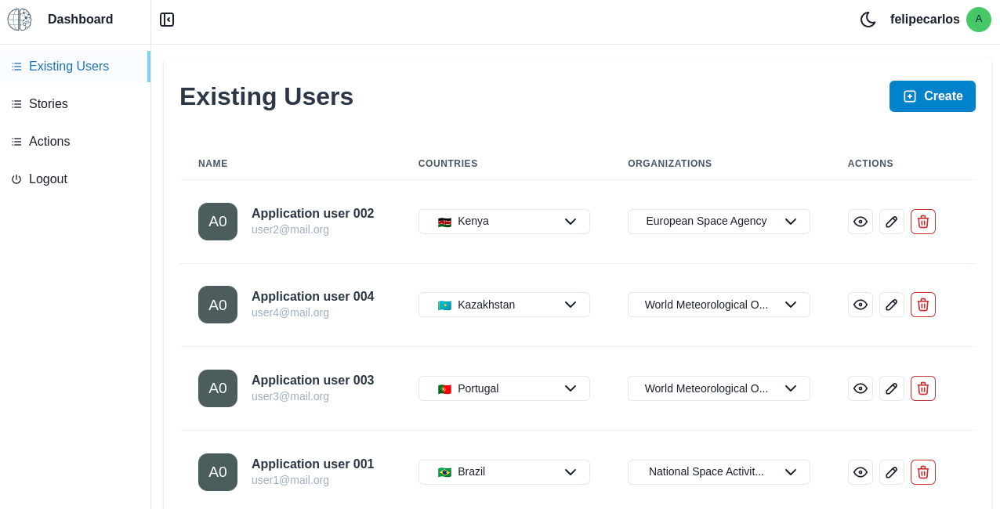 Dashboard
felipecarlos
A
Existing Users
Stories
Actions
Logout
Existing Users
Create
NAME
COUNTRIES
ORGANIZATIONS
ACTIONS
A0
Application user 002
user2@mail.org
Kenya
European Space Agency
A0
Application user 004
user4@mail.org
Kazakhstan
World Meteorological O...
A0
Application user 003
user3@mail.org
Portugal
World Meteorological O...
A0
Application user 001
user1@mail.org
Brazil
National Space Activit...